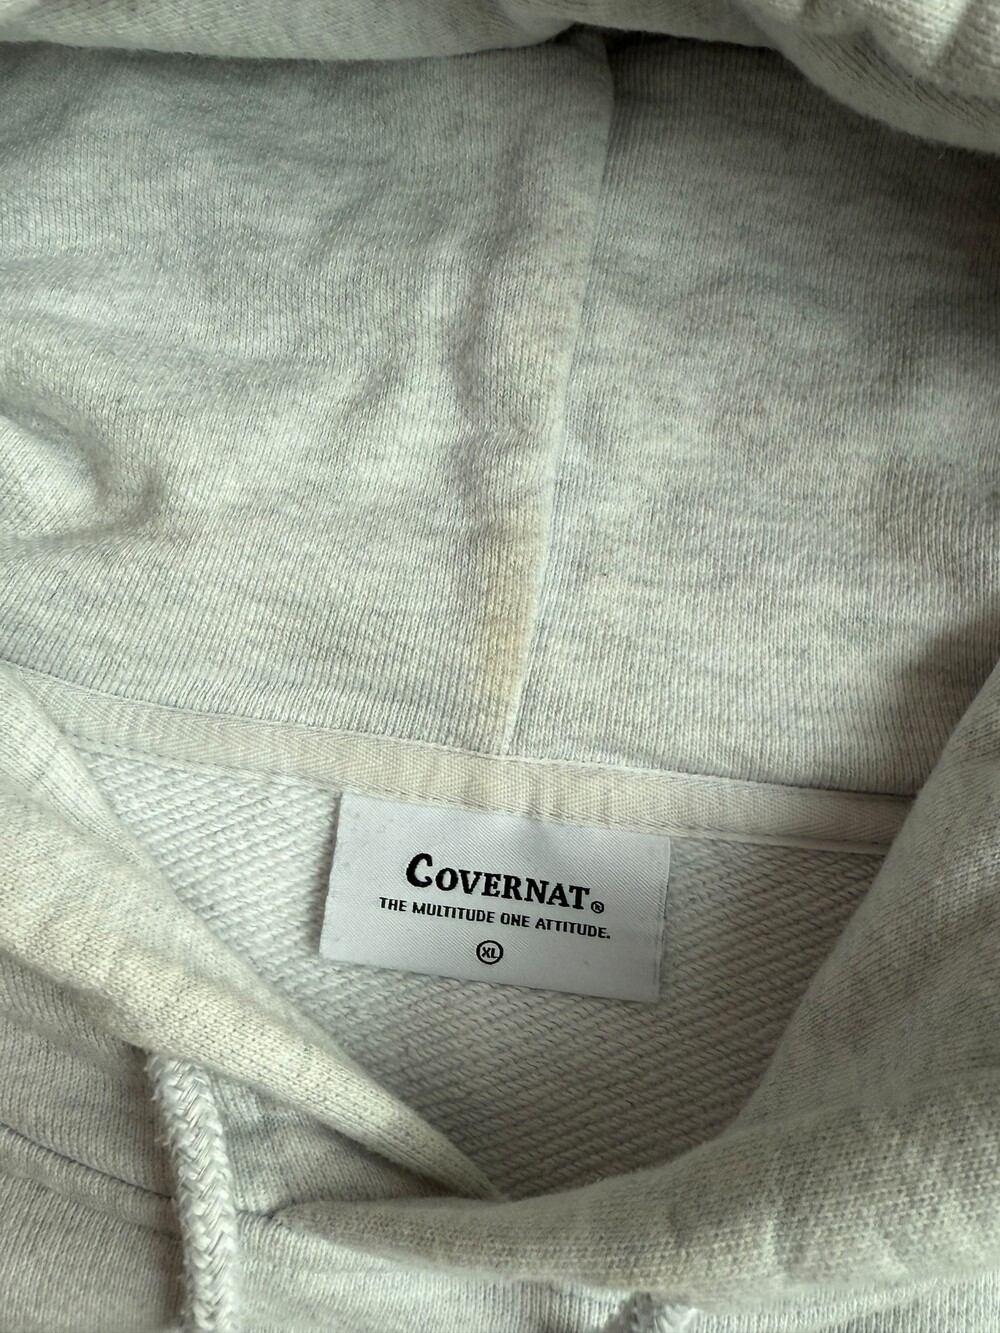 COVERNAT®
THE MULTITUDE ONE ATTITUDE.
XL